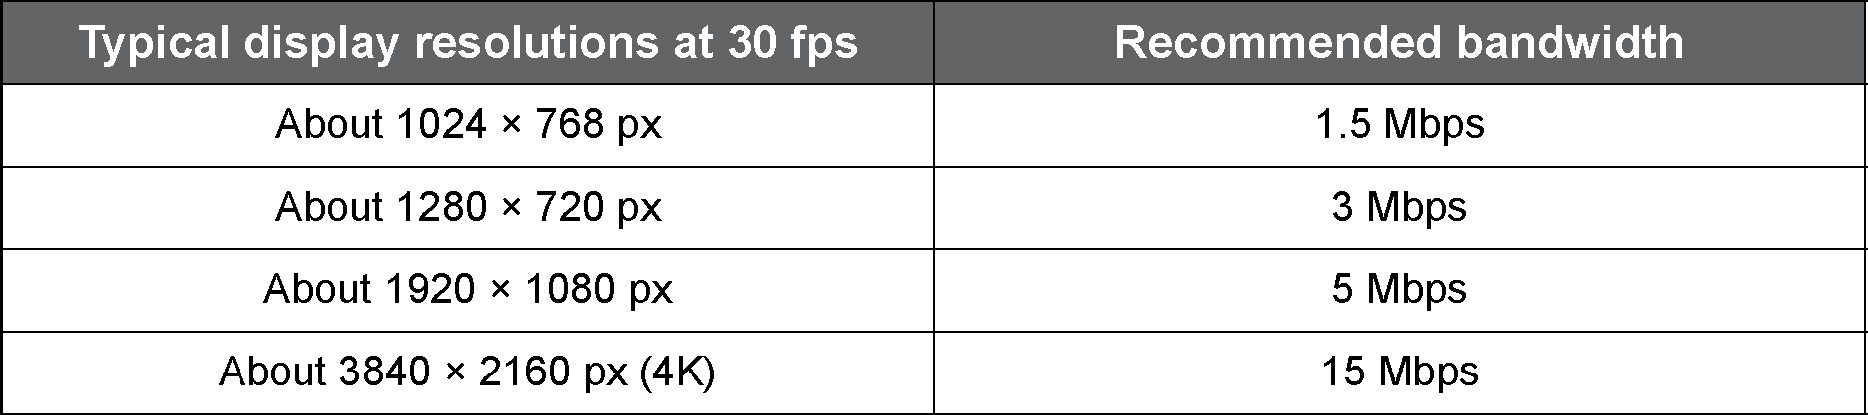 Typical display resolutions at 30 fps Recommended bandwidth
About 1024 × 768 px 1.5 Mbps
About 1280 × 720 px 3 Mbps
About 1920 × 1080 px 5 Mbps
About 3840 × 2160 px (4K) 15 Mbps